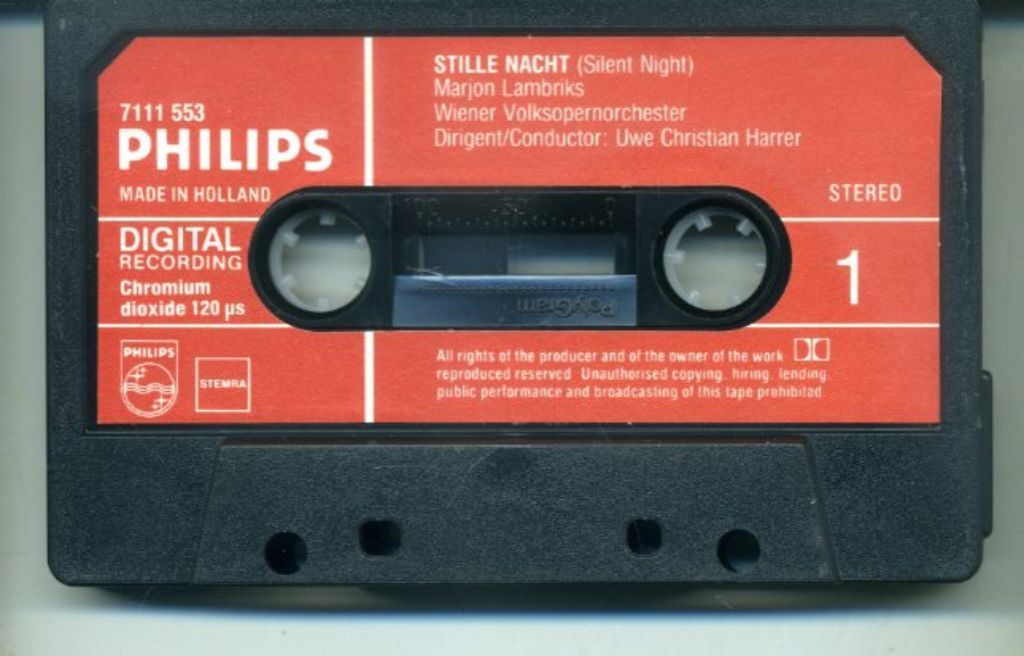 STILLE NACHT (Silent Night)
Marjon Lambriks
Wiener Volksopernorchester
Dirigent/Conductor: Uwe Christian Harrer
7111 553
PHILIPS
MADE IN HOLLAND
STEREO
DIGITAL
RECORDING
Chromium
dioxide 120 µs
1
PolyGram
PHILIPS
STEMRA
All rights of the producer and of the owner of the work
reproduced reserved Unauthorised copying, hiring, lending
public performance and broadcasting of this tape prohibited